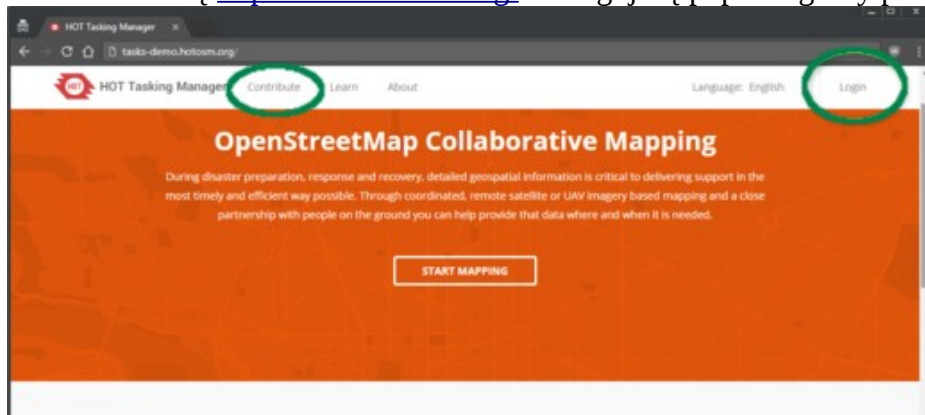 HOT Tasking Manager
tasks-demo.hotosm.org/
HOT
HOT Tasking Manager Contribute Learn About Language: English Login
OpenStreetMap Collaborative Mapping
During disaster preparation, response and recovery, detailed geospatial information is critical to delivering support in the
most timely and efficient way possible. Through coordinated, remote satellite or UAV imagery based mapping and a close
partnership with people on the ground you can help provide that data where and when it is needed.
START MAPPING